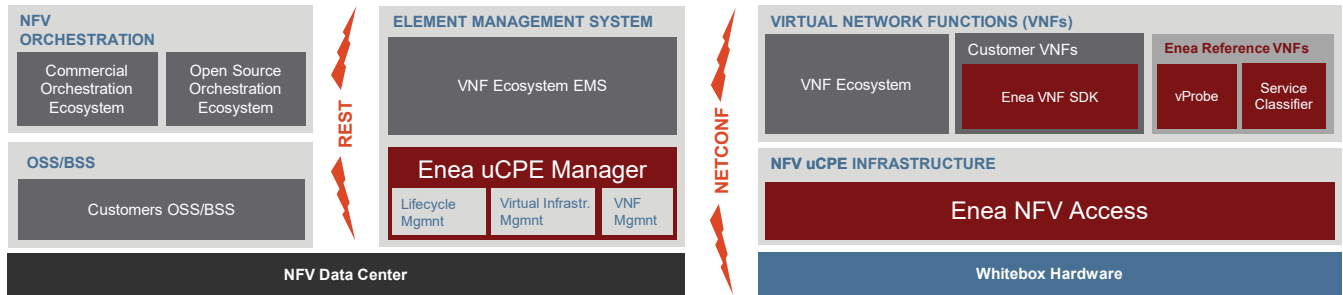 NFV
ORCHESTRATION
Commercial
Orchestration
Ecosystem
Open Source
Orchestration
Ecosystem
OSS/BSS
Customers OSS/BSS
REST
ELEMENT MANAGEMENT SYSTEM
VNF Ecosystem EMS
Enea uCPE Manager
Lifecycle
Mgmnt
Virtual Infrastr.
Mgmnt
VNF
Mgmnt
NFV Data Center
NETCONF
VIRTUAL NETWORK FUNCTIONS (VNFs)
VNF Ecosystem
Customer VNFs
Enea VNF SDK
Enea Reference VNFs
vProbe
Service
Classifier
NFV uCPE INFRASTRUCTURE
Enea NFV Access
Whitebox Hardware